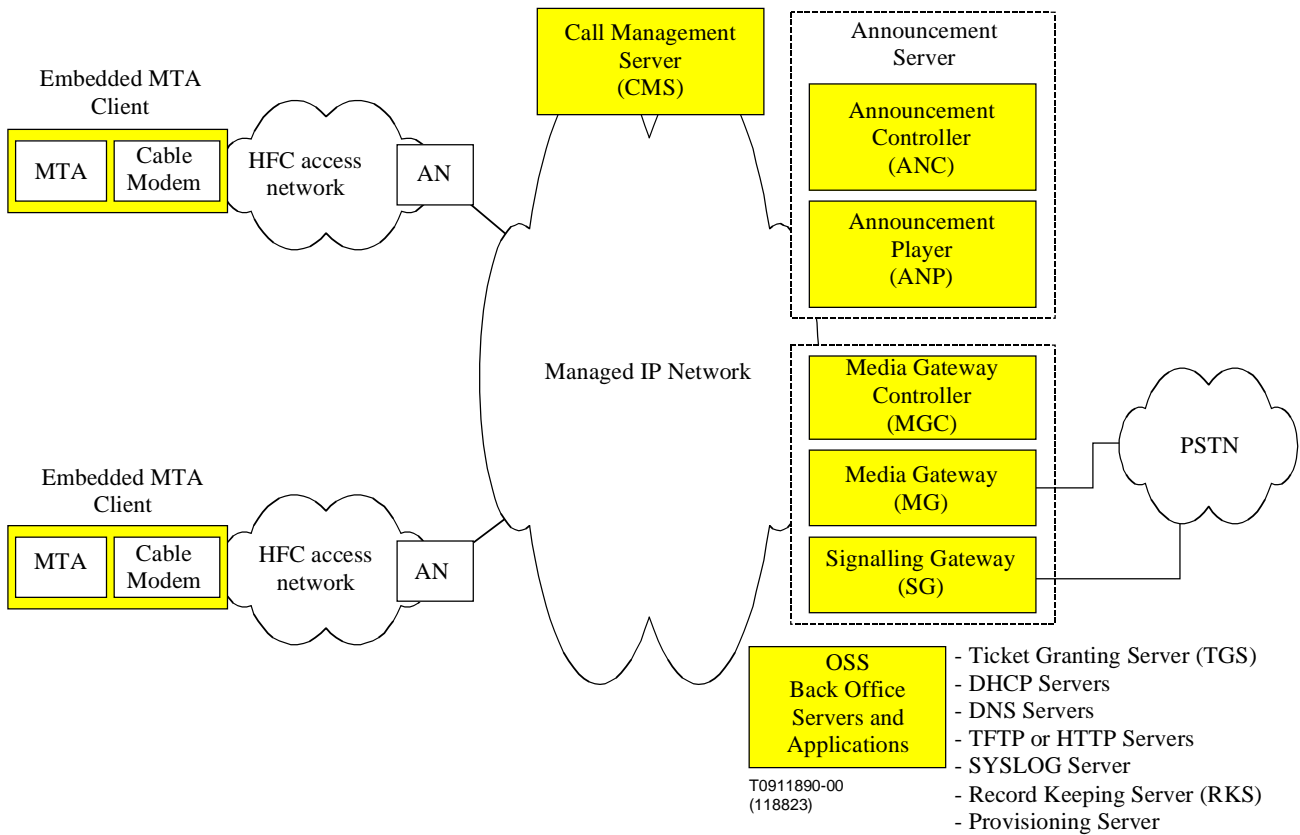 Call Management
Server
(CMS)
Announcement
Server
Announcement
Controller
(ANC)
Announcement
Player
(ANP)
Embedded MTA
Client
MTA
Cable
Modem
HFC access
network
AN
Managed IP Network
Media Gateway
Controller
(MGC)
Media Gateway
(MG)
Signalling Gateway
(SG)
PSTN
Embedded MTA
Client
MTA
Cable
Modem
HFC access
network
AN
OSS
Back Office
Servers and
Applications
- Ticket Granting Server (TGS)
- DHCP Servers
- DNS Servers
- TFTP or HTTP Servers
- SYSLOG Server
- Record Keeping Server (RKS)
- Provisioning Server
T0911890-00
(118823)